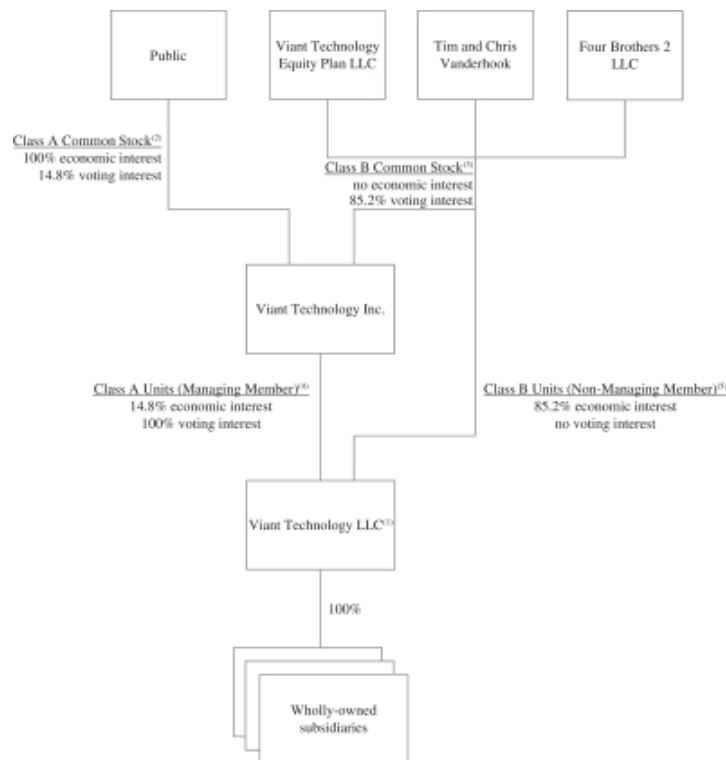 Public
Viant Technology
Equity Plan LLC
Tim and Chris
Vanderhook
Four Brothers 2
LLC
Class A Common Stock(2)
100% economic interest
14.8% voting interest
Class B Common Stock(3)
no economic interest
85.2% voting interest
Viant Technology Inc.
Class A Units (Managing Member)(4)
14.8% economic interest
100% voting interest
Class B Units (Non-Managing Member)(5)
85.2% economic interest
no voting interest
Viant Technology LLC(1)
100%
Wholly-owned
subsidiaries